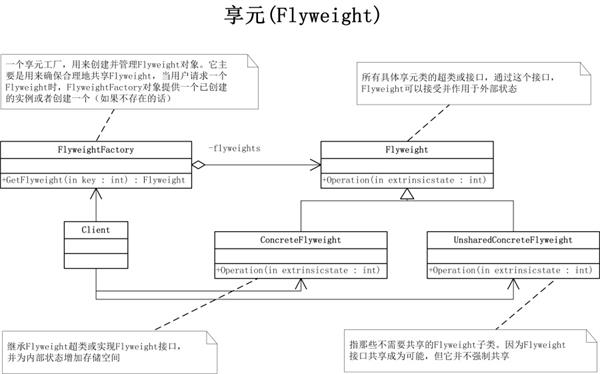 享元(Flyweight)
一个享元工厂，用来创建并管理Flyweight对象。它主
要是用来确保合理地共享Flyweight，当用户请求一个
Flyweight时，FlyweightFactory对象提供一个已创建
的实例或者创建一个（如果不存在的话）
所有具体享元类的超类或接口，通过这个接口，
Flyweight可以接受并作用于外部状态
FlyweightFactory
+GetFlyweight(in key : int) : Flyweight
-flyweights
Flyweight
+Operation(in extrinsicstate : int)
Client
ConcreteFlyweight
+Operation(in extrinsicstate : int)
UnsharedConcreteFlyweight
+Operation(in extrinsicstate : int)
继承Flyweight超类或实现Flyweight接口，
并为内部状态增加存储空间
指那些不需要共享的Flyweight子类。因为Flyweight
接口共享成为可能，但它并不强制共享